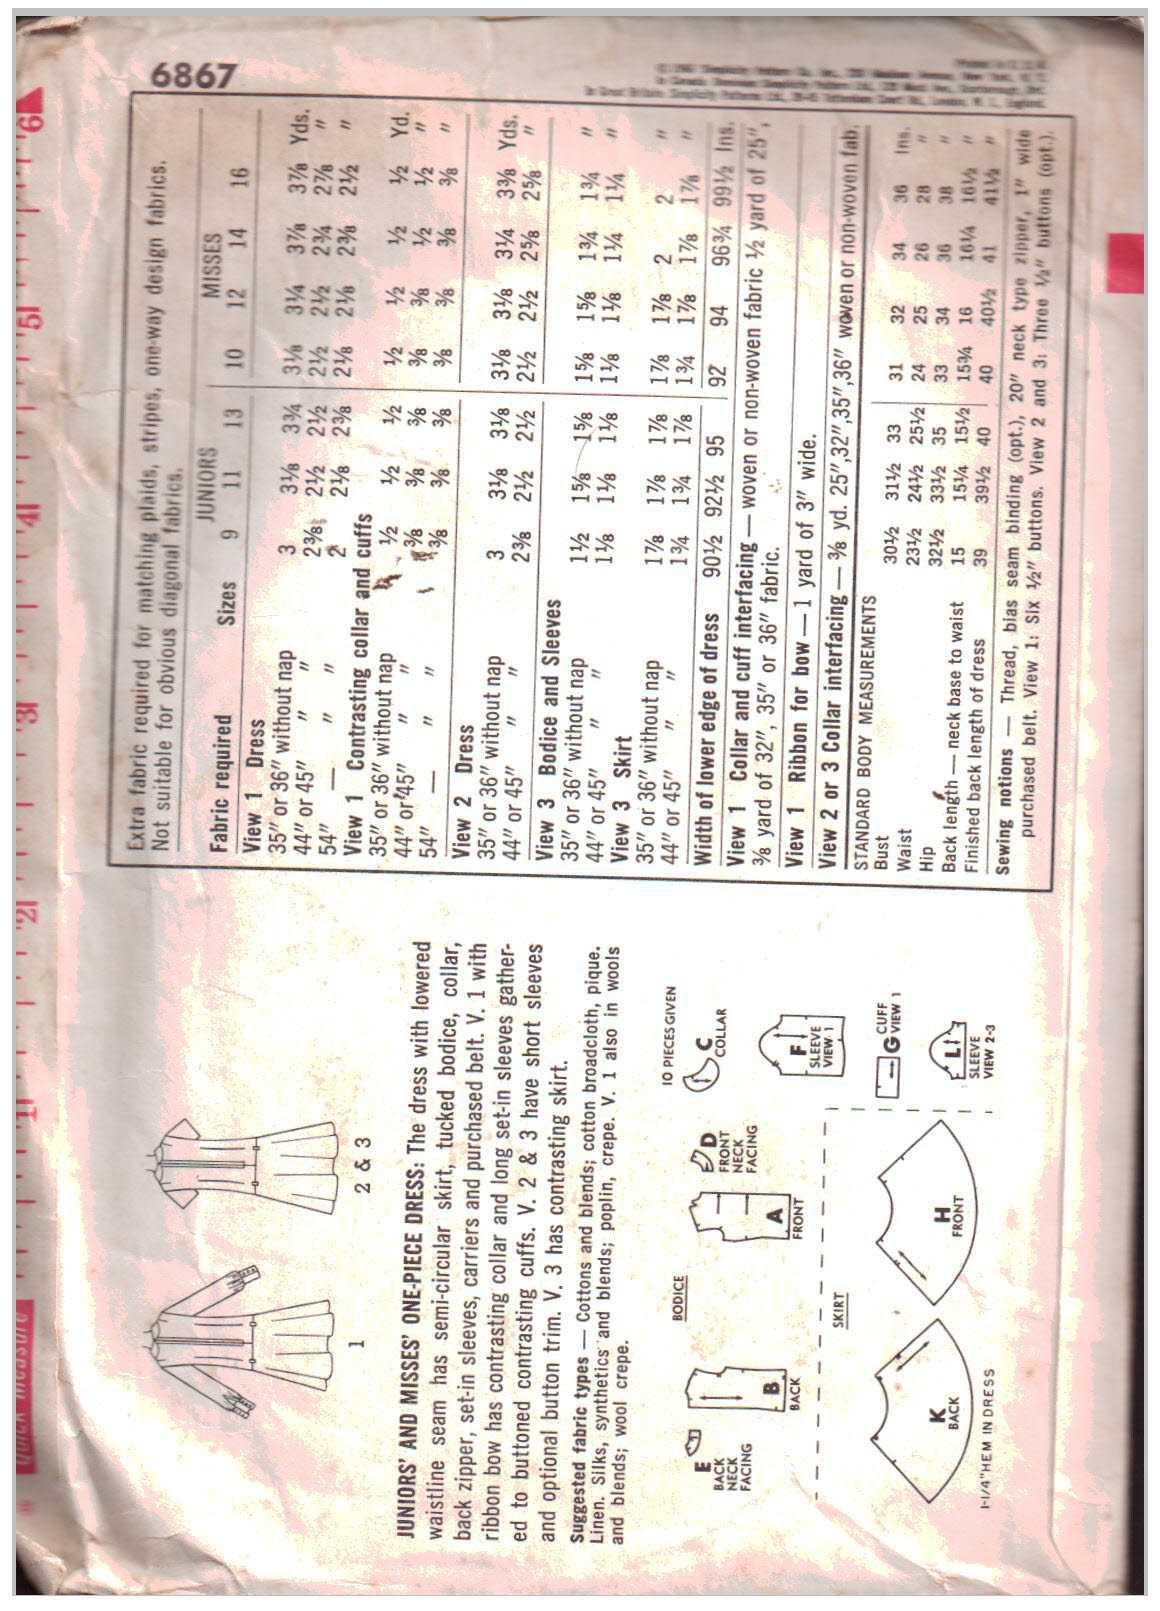 6867
Extra fabric required for matching plaids, stripes, one-way design fabrics.
Not suitable for obvious diagonal fabrics.
JUNIORS MISSES
Fabric required Sizes 9 11 13 10 12 14 16
View 1 Dress
35" or 36" without nap 3 3⅛ 3¾ 3⅛ 3¼ 3⅞ 3⅞ Yds.
44" or 45" " " 2⅜ 2½ 2½ 2½ 2½ 2¾ 2⅞ "
54" — " 2 2⅛ 2⅜ 2⅛ 2⅛ 2⅜ 2½ "
View 1 Contrasting collar and cuffs
35" or 36" without nap ½ ½ ½ ½ ½ ½ ½ Yd.
44" or 45" " " ⅜ ⅜ ⅜ ⅜ ⅜ ½ ½ "
54" — " ⅜ ⅜ ⅜ ⅜ ⅜ ⅜ ⅜ "
View 2 Dress
35" or 36" without nap 3 3⅛ 3⅛ 3⅛ 3⅛ 3¼ 3⅜ Yds.
44" or 45" " " 2⅜ 2½ 2½ 2½ 2½ 2⅝ 2⅝ "
View 3 Bodice and Sleeves
35" or 36" without nap 1½ 1⅝ 1⅝ 1⅝ 1⅝ 1¾ 1¾ "
44" or 45" " " 1⅛ 1⅛ 1⅛ 1⅛ 1⅛ 1¼ 1¼ "
View 3 Skirt
35" or 36" without nap 1⅞ 1⅞ 1⅞ 1⅞ 1⅞ 2 2 "
44" or 45" " " 1¾ 1¾ 1⅞ 1¾ 1⅞ 1⅞ 1⅞ "
Width of lower edge of dress 90½ 92½ 95 92 94 96¾ 99½ Ins.
View 1 Collar and cuff interfacing — woven or non-woven fabric ½ yard of 25",
⅜ yard of 32", 35" or 36" fabric.
View 1 Ribbon for bow — 1 yard of 3" wide.
View 2 or 3 Collar interfacing — ⅜ yd. 25",32",35",36" woven or non-woven fab.
STANDARD BODY MEASUREMENTS
Bust 30½ 31½ 33 31 32 34 36 Ins.
Waist 23½ 24½ 25½ 24 25 26 28 "
Hip 32½ 33½ 35 33 34 36 38 "
Back length — neck base to waist 15 15¼ 15½ 15¾ 16 16¼ 16½ "
Finished back length of dress 39 39½ 40 40 40½ 41 41½ "
Sewing notions — Thread, bias seam binding (opt.), 20" neck type zipper, 1" wide
purchased belt. View 1: Six ½" buttons. View 2 and 3: Three ½" buttons (opt.).
1
2 & 3
JUNIORS' AND MISSES' ONE-PIECE DRESS: The dress with lowered
waistline seam has semi-circular skirt, tucked bodice, collar,
back zipper, set-in sleeves, carriers and purchased belt. V. 1 with
ribbon bow has contrasting collar and long set-in sleeves gather-
ed to buttoned contrasting cuffs. V. 2 & 3 have short sleeves
and optional button trim. V. 3 has contrasting skirt.
Suggested fabric types — Cottons and blends; cotton broadcloth, pique.
Linen. Silks, synthetics and blends; poplin, crepe. V. 1 also in wools
and blends; wool crepe.
10 PIECES GIVEN
BODICE
E
BACK
NECK
FACING
B
BACK
A
FRONT
D
FRONT
NECK
FACING
C
COLLAR
F
SLEEVE
VIEW 1
G CUFF
VIEW 1
L
SLEEVE
VIEW 2-3
SKIRT
K
BACK
H
FRONT
1-1/4" HEM IN DRESS
Quick Measure
1
2
3
4
5
6